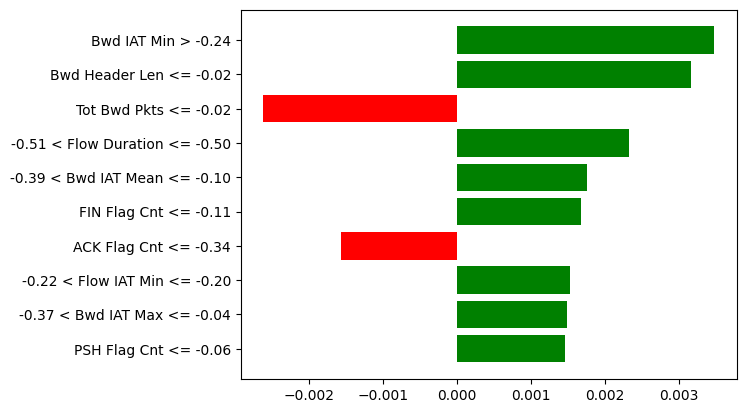 Bwd IAT Min > -0.24
Bwd Header Len <= -0.02
Tot Bwd Pkts <= -0.02
-0.51 < Flow Duration <= -0.50
-0.39 < Bwd IAT Mean <= -0.10
FIN Flag Cnt <= -0.11
ACK Flag Cnt <= -0.34
-0.22 < Flow IAT Min <= -0.20
-0.37 < Bwd IAT Max <= -0.04
PSH Flag Cnt <= -0.06
−0.002 −0.001 0.000 0.001 0.002 0.003